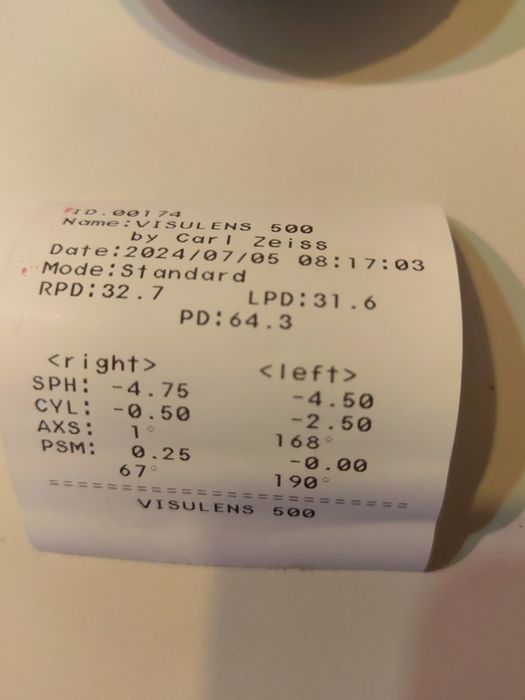 ID.00174
Name:VISULENS 500
by Carl Zeiss
Date:2024/07/05 08:17:03
Mode:Standard
RPD:32.7 LPD:31.6
PD:64.3
<right> <left>
SPH: -4.75 -4.50
CYL: -0.50 -2.50
AXS: 1° 168°
PSM: 0.25 -0.00
67° 190°
==========================
VISULENS 500